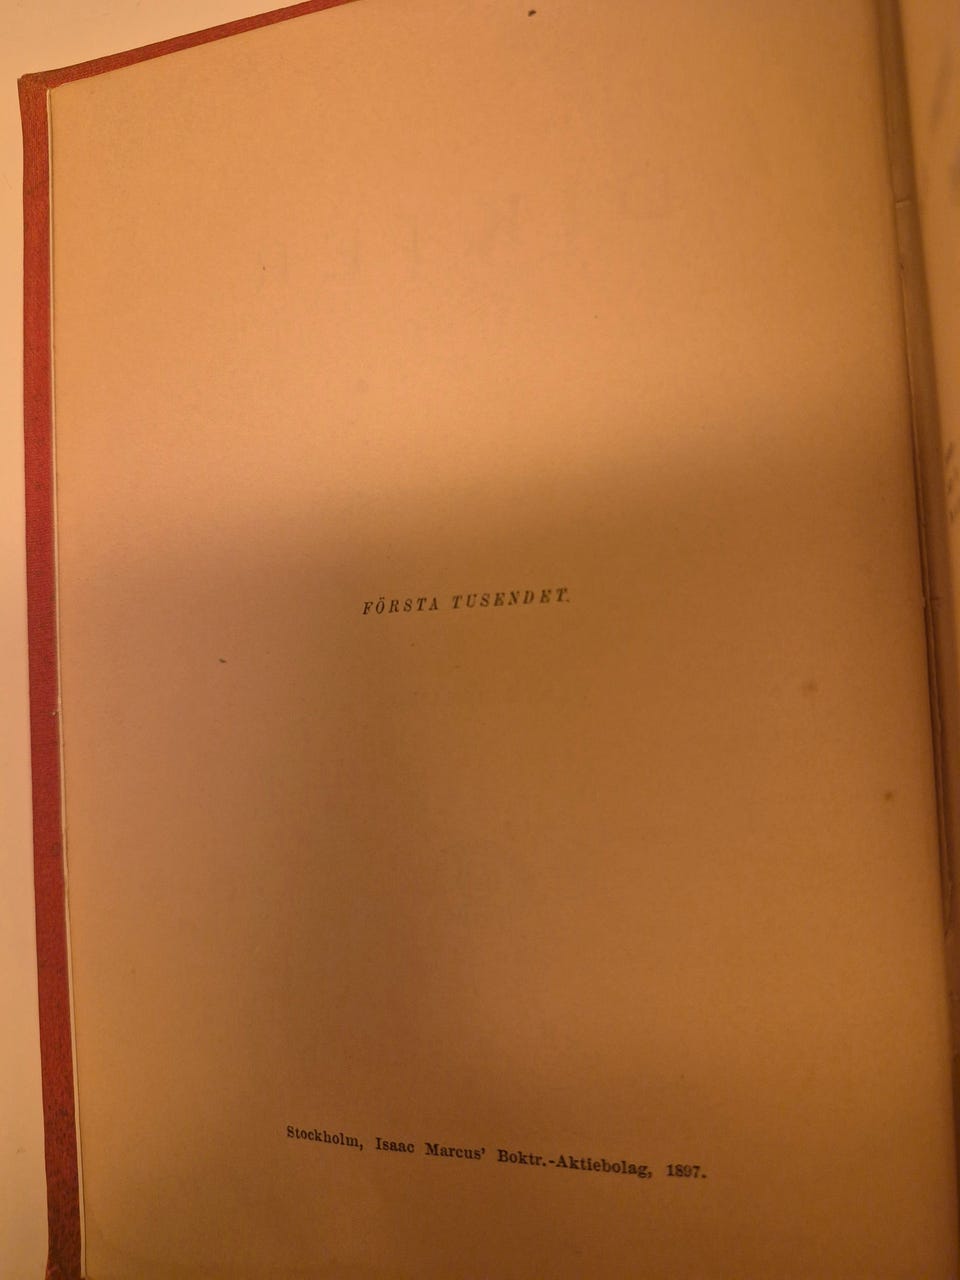 FÖRSTA TUSENDET.
Stockholm, Isaac Marcus' Boktr.-Aktiebolag, 1897.